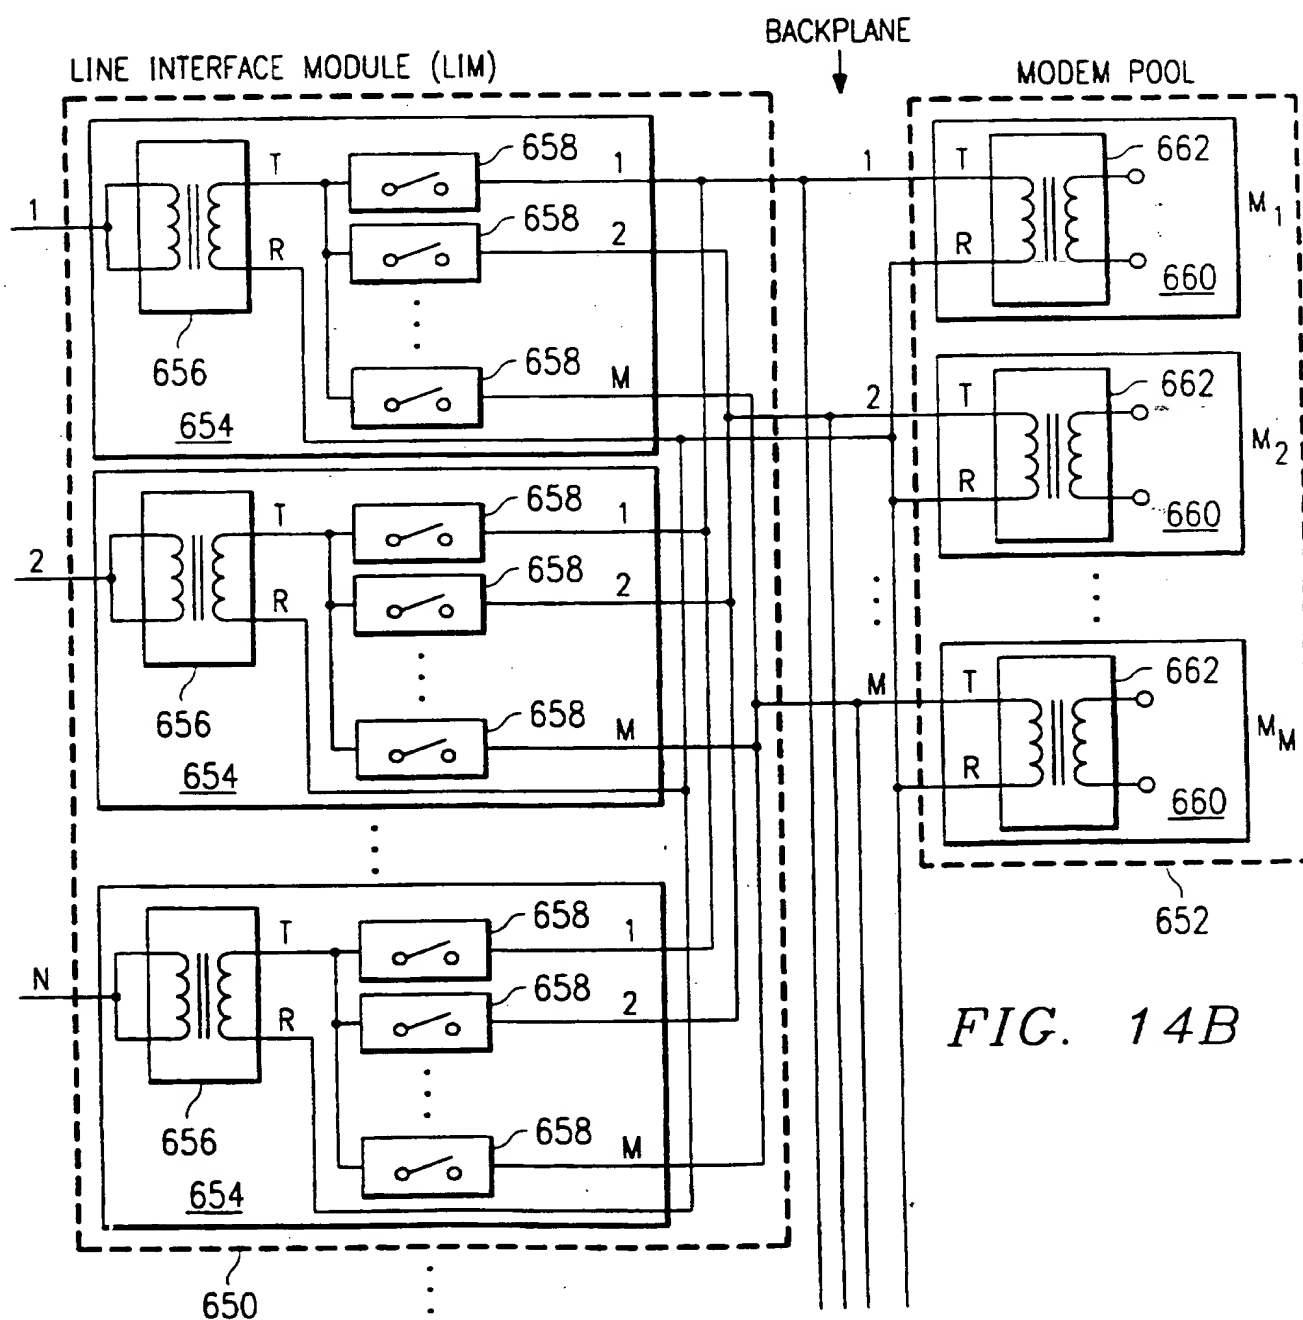 BACKPLANE
LINE INTERFACE MODULE (LIM)
MODEM POOL
1
T
R
656
654
658
1
658
2
658
M
2
T
R
656
654
658
1
658
2
658
M
N
T
R
656
654
658
1
658
2
658
M
650
1
T
R
662
660
M1
2
T
R
662
660
M2
M
T
R
662
660
MM
652
FIG. 14B